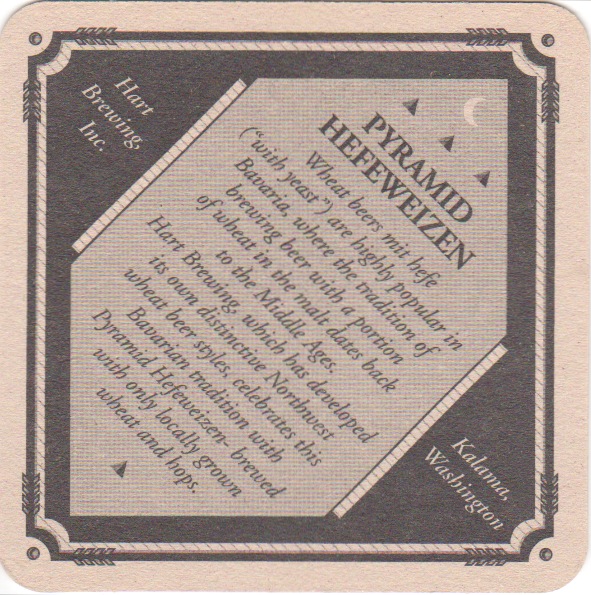 Hart
Brewing,
Inc.
PYRAMID
HEFEWEIZEN
Wheat beers mit hefe
("with yeast") are highly popular in
Bavaria, where the tradition of
brewing beer with a portion
of wheat in the malt dates back
to the Middle Ages.
Hart Brewing, which has developed
its own distinctive Northwest
wheat beer styles, celebrates this
Bavarian tradition with
Pyramid Hefeweizen- brewed
with only locally grown
wheat and hops.
Kalama,
Washington